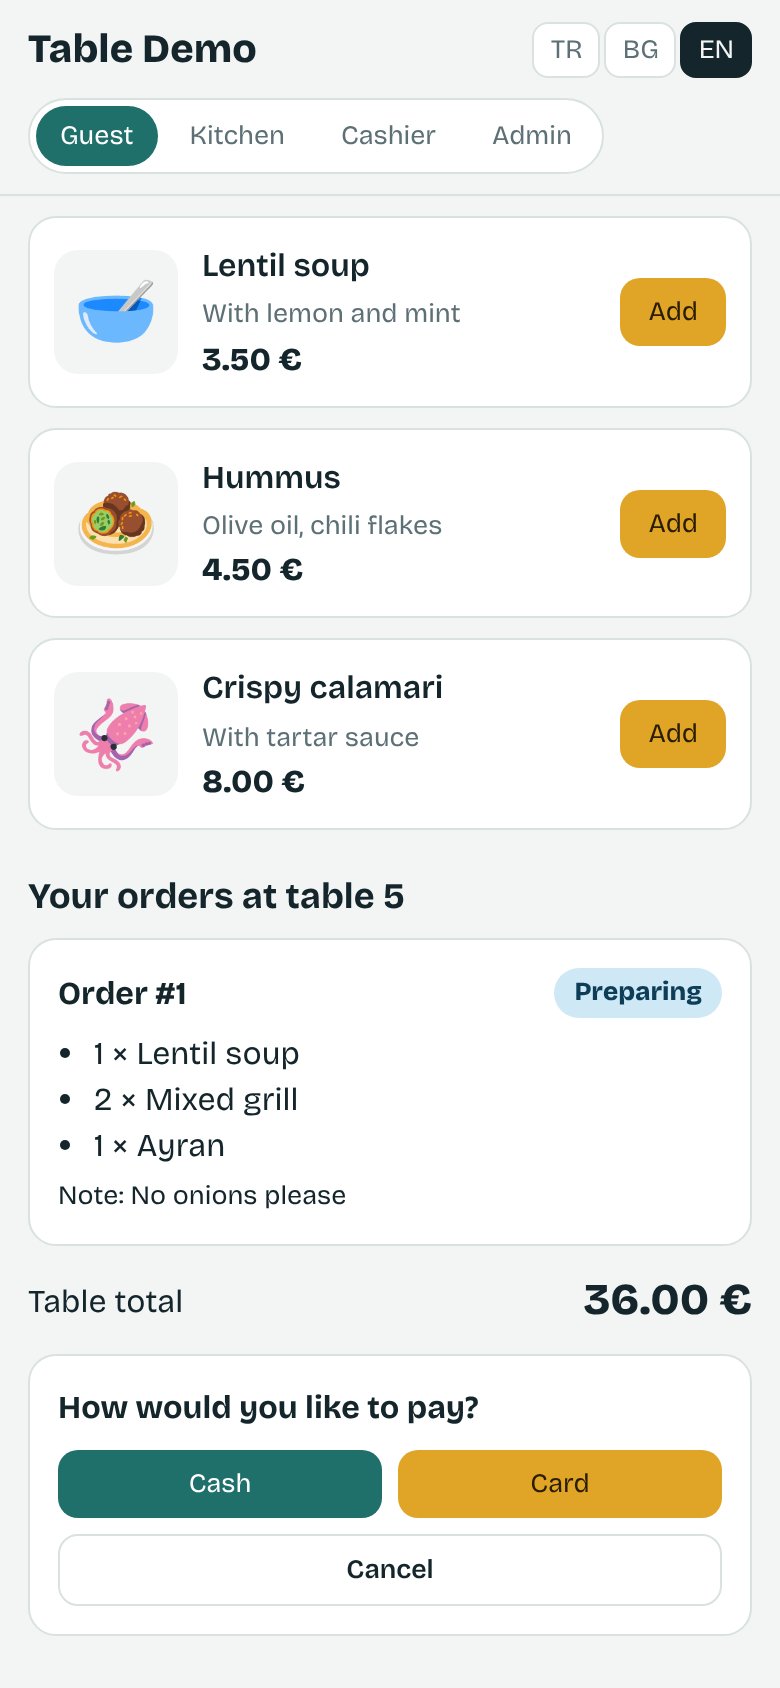 Table Demo
TR BG EN
Guest Kitchen Cashier Admin
Lentil soup
With lemon and mint
3.50 €
Add
Hummus
Olive oil, chili flakes
4.50 €
Add
Crispy calamari
With tartar sauce
8.00 €
Add
Your orders at table 5
Order #1
Preparing
• 1 × Lentil soup
• 2 × Mixed grill
• 1 × Ayran
Note: No onions please
Table total 36.00 €
How would you like to pay?
Cash Card
Cancel